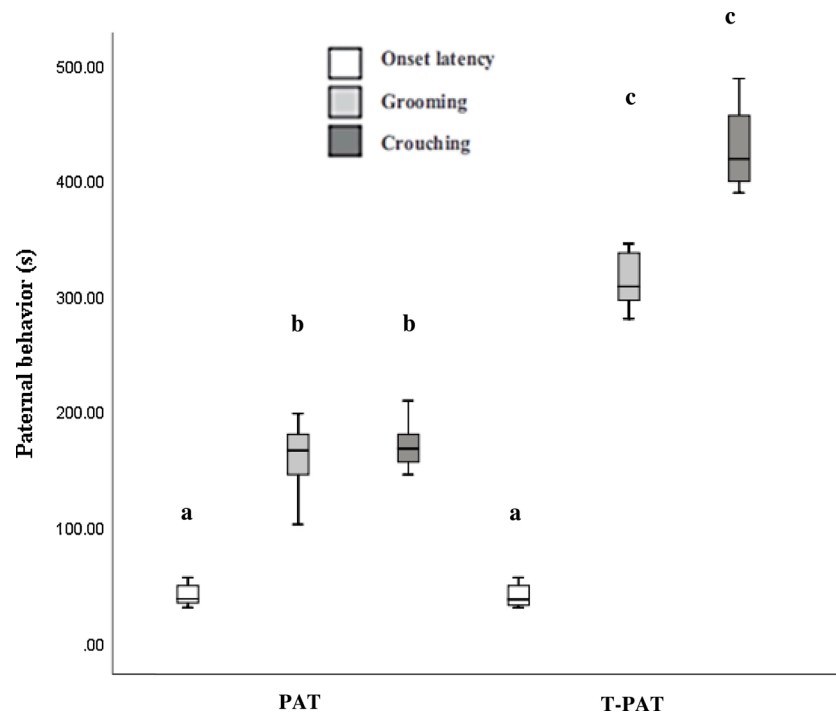 c
500.00
Onset latency
c
Grooming
Crouching
400.00
Paternal behavior (s)
300.00
b
b
200.00
a
a
100.00
.00
PAT
T-PAT